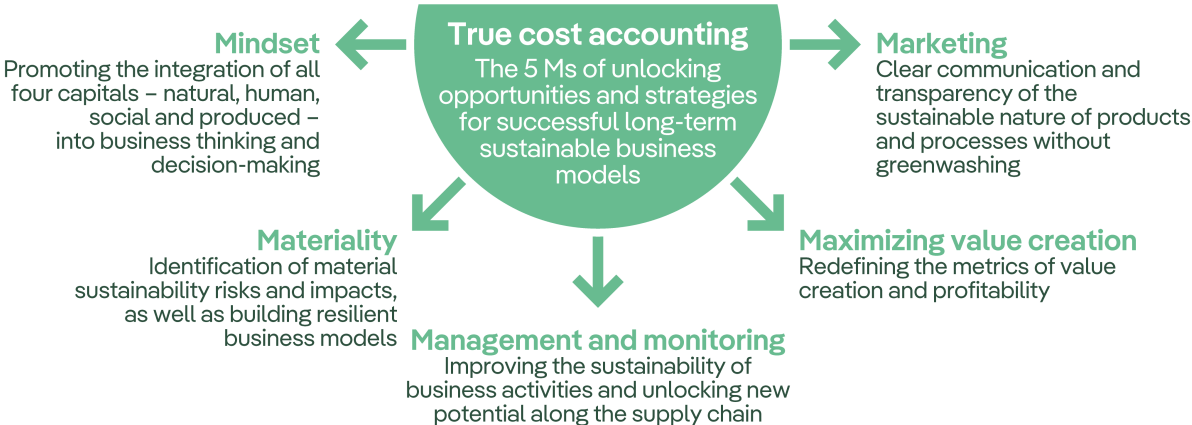 True cost accounting
The 5 Ms of unlocking
opportunities and strategies
for successful long-term
sustainable business
models
Mindset
Promoting the integration of all
four capitals – natural, human,
social and produced –
into business thinking and
decision-making
Materiality
Identification of material
sustainability risks and impacts,
as well as building resilient
business models
Management and monitoring
Improving the sustainability of
business activities and unlocking new
potential along the supply chain
Maximizing value creation
Redefining the metrics of value
creation and profitability
Marketing
Clear communication and
transparency of the
sustainable nature of products
and processes without
greenwashing